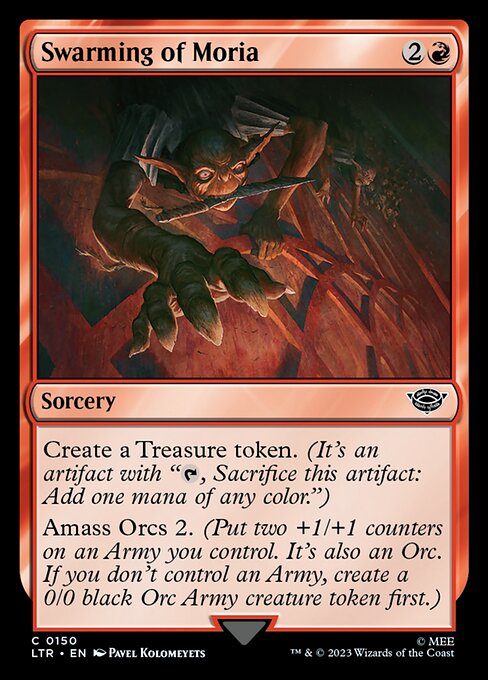 Swarming of Moria 2
Sorcery
Create a Treasure token. (It's an
artifact with “, Sacrifice this artifact:
Add one mana of any color.”)
Amass Orcs 2. (Put two +1/+1 counters
on an Army you control. It's also an Orc.
If you don't control an Army, create a
0/0 black Orc Army creature token first.)
C 0150
LTR • EN Pavel Kolomeyets
© MEE
™ & © 2023 Wizards of the Coast